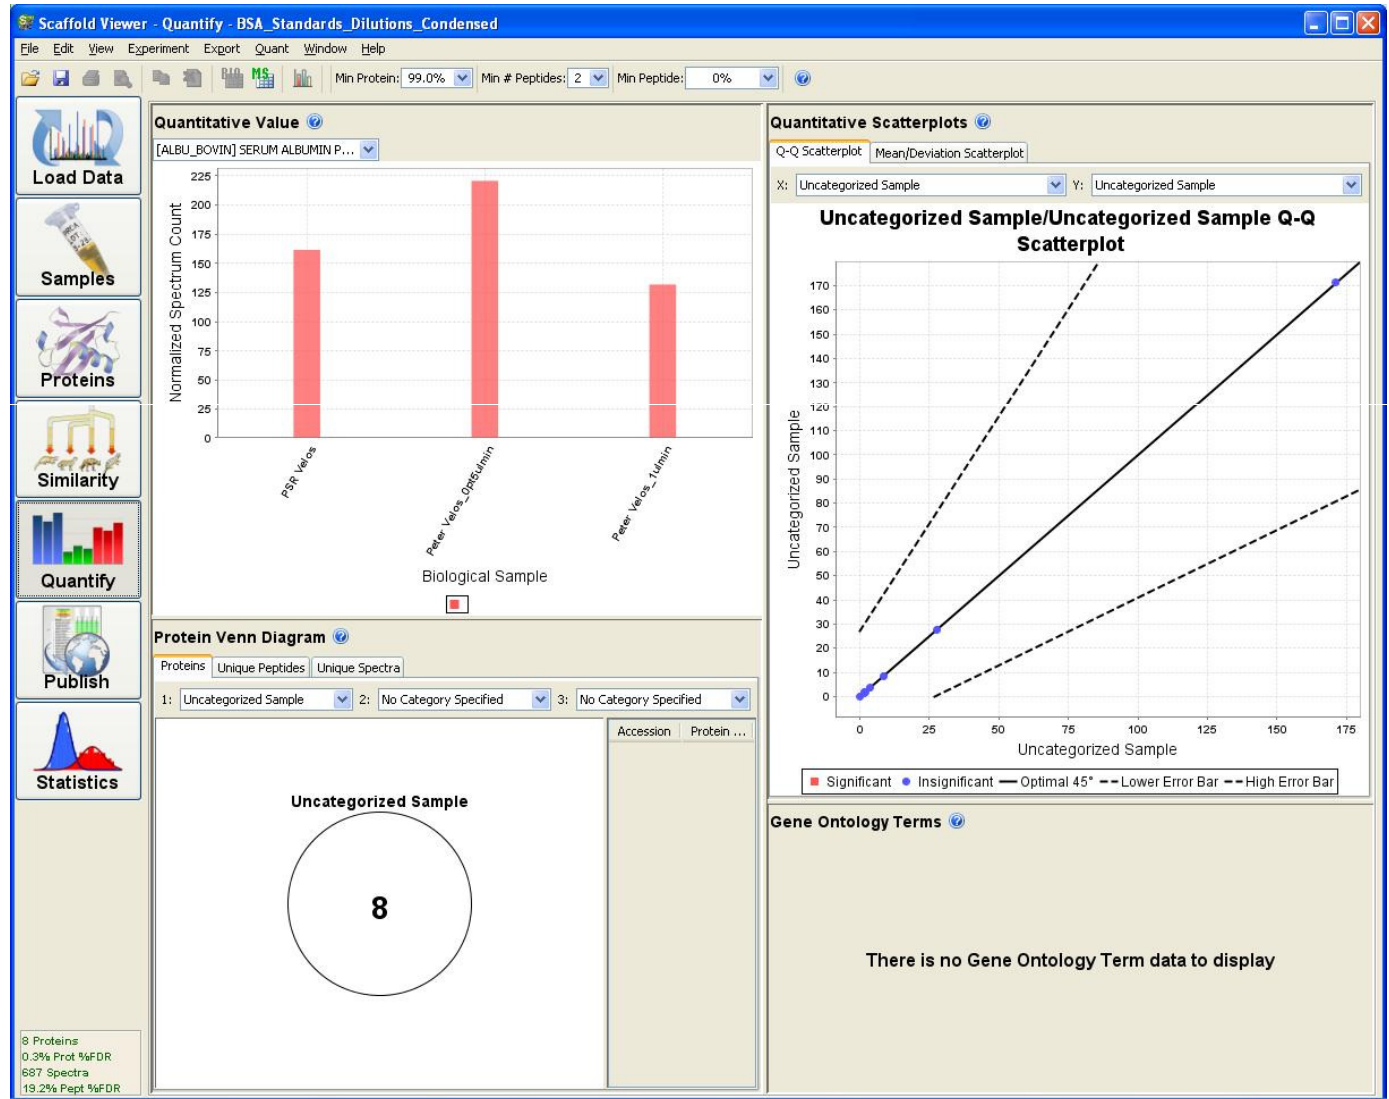 Scaffold Viewer - Quantify - BSA_Standards_Dilutions_Condensed
File Edit View Experiment Export Quant Window Help
BIO MS Min Protein: 99.0% Min # Peptides: 2 Min Peptide: 0%
Load Data
Samples
Proteins
Similarity
Quantify
Publish
Statistics
8 Proteins
0.3% Prot %FDR
687 Spectra
19.2% Pept %FDR
Quantitative Value
[ALBU_BOVIN] SERUM ALBUMIN P...
Normalized Spectrum Count
225
200
175
150
125
100
75
50
25
0
PSR Velos
Peter Velos_0pt5ulmin
Peter Velos_1ulmin
Biological Sample
Protein Venn Diagram
Proteins Unique Peptides Unique Spectra
1: Uncategorized Sample 2: No Category Specified 3: No Category Specified
Accession Protein ...
Uncategorized Sample
8
Quantitative Scatterplots
Q-Q Scatterplot Mean/Deviation Scatterplot
X: Uncategorized Sample Y: Uncategorized Sample
Uncategorized Sample/Uncategorized Sample Q-Q
Scatterplot
Uncategorized Sample
170
160
150
140
130
120
110
100
90
80
70
60
50
40
30
20
10
0
0 25 50 75 100 125 150 175
Uncategorized Sample
Significant Insignificant Optimal 45° Lower Error Bar High Error Bar
Gene Ontology Terms
There is no Gene Ontology Term data to display